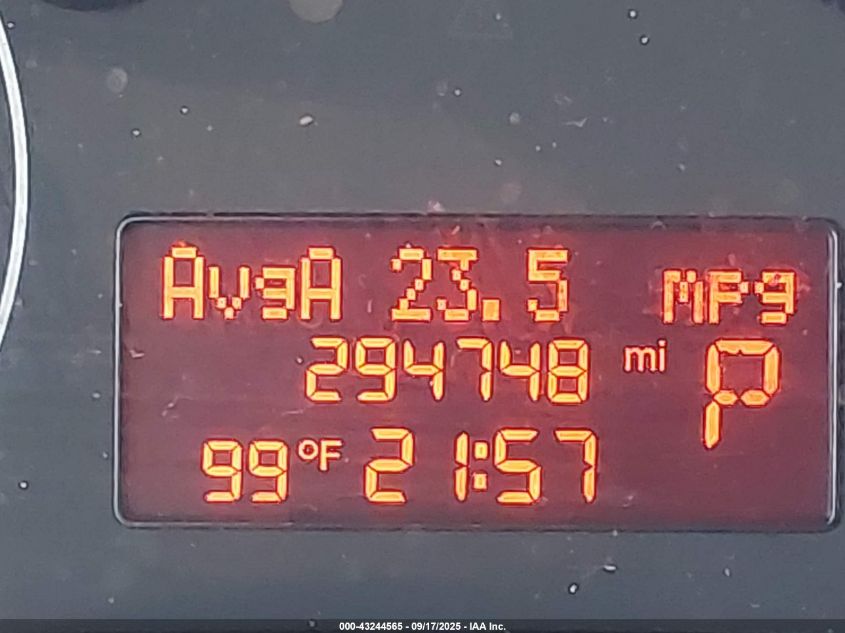 AvgA 23.5 mpg
294748 mi P
99°F 21:57
000-43244565 - 09/17/2025 - IAA Inc.